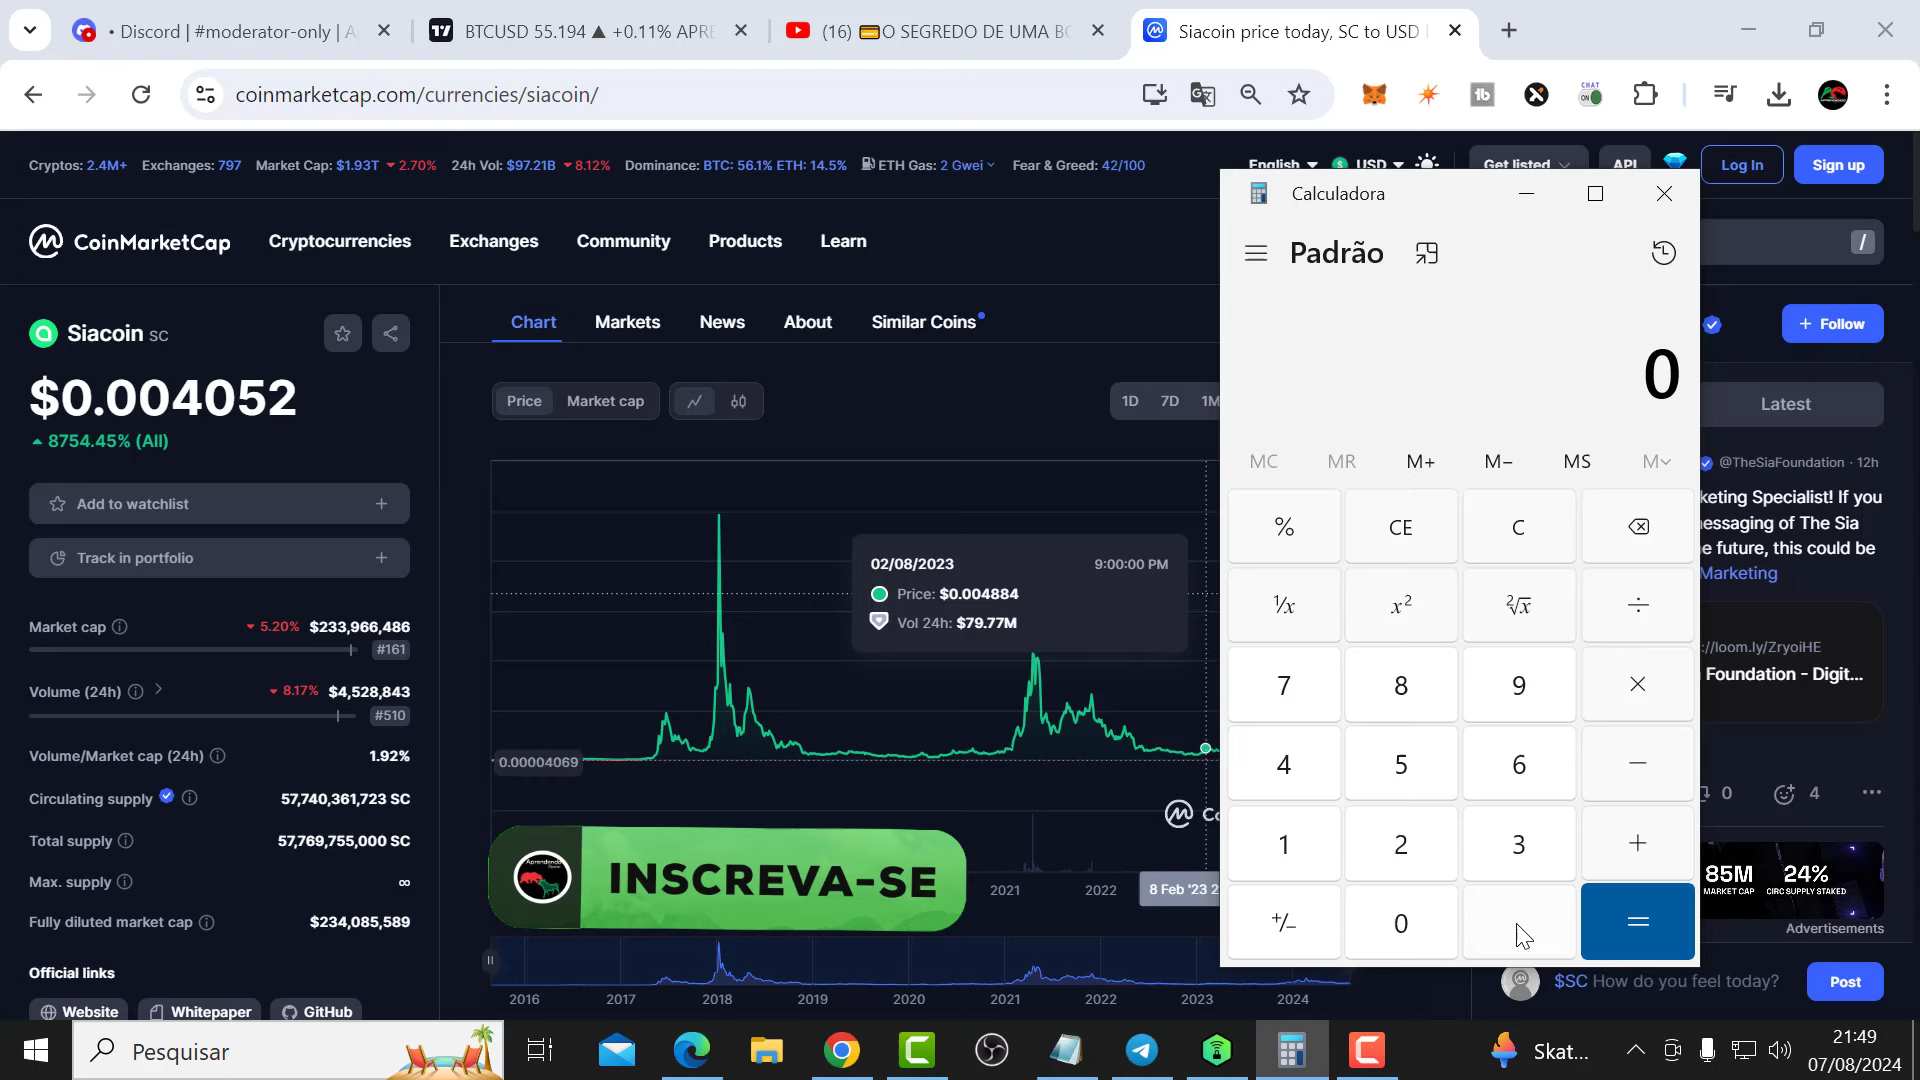 • Discord | #moderator-only | A
BTCUSD 55.194 ▲ +0.11% APRE
(16) 💳O SEGREDO DE UMA BO
Siacoin price today, SC to USD
coinmarketcap.com/currencies/siacoin/
CHAT
ON
Cryptos: 2.4M+ Exchanges: 797 Market Cap: $1.93T 2.70% 24h Vol: $97.21B 8.12% Dominance: BTC: 56.1% ETH: 14.5% ETH Gas: 2 Gwei Fear & Greed: 42/100
English USD Get listed API Log In Sign up
CoinMarketCap Cryptocurrencies Exchanges Community Products Learn /
Siacoin SC
$0.004052
8754.45% (All)
Add to watchlist +
Track in portfolio +
Market cap 5.20% $233,966,486
#161
Volume (24h) 8.17% $4,528,843
#510
Volume/Market cap (24h) 1.92%
Circulating supply 57,740,361,723 SC
Total supply 57,769,755,000 SC
Max. supply ∞
Fully diluted market cap $234,085,589
Official links
Website Whitepaper GitHub
Chart Markets News About Similar Coins
Price Market cap
1D 7D 1M
02/08/2023 9:00:00 PM
Price: $0.004884
Vol 24h: $79.77M
0.00004069
INSCREVA-SE
2021 2022 8 Feb '23 2
2016 2017 2018 2019 2020 2021 2022 2023 2024
Calculadora
Padrão
0
MC MR M+ M− MS M
% CE C
⅟x x² ²√x ÷
7 8 9 ×
4 5 6 −
1 2 3 +
+/− 0 =
+ Follow
Latest
@TheSiaFoundation · 12h
keting Specialist! If you
essaging of The Sia
e future, this could be
Marketing
://loom.ly/ZryoiHE
Foundation - Digit...
0 4 ...
85M 24%
MARKET CAP CIRC SUPPLY STAKED
Advertisements
$SC How do you feel today? Post
Pesquisar
Skat...
21:49
07/08/2024